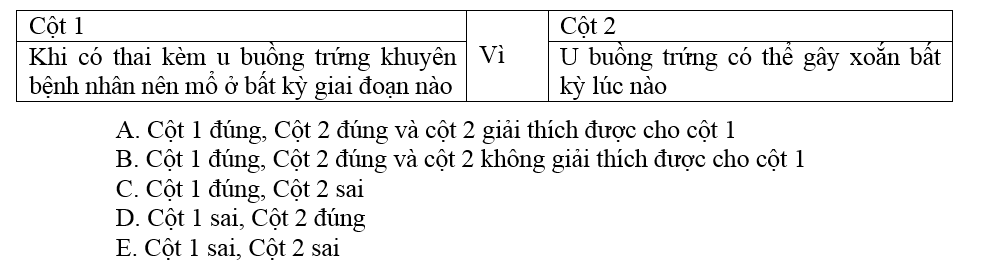 Cột 1
Khi có thai kèm u buồng trứng khuyên
bệnh nhân nên mổ ở bất kỳ giai đoạn nào
Vì
Cột 2
U buồng trứng có thể gây xoắn bất
kỳ lúc nào
A. Cột 1 đúng, Cột 2 đúng và cột 2 giải thích được cho cột 1
B. Cột 1 đúng, Cột 2 đúng và cột 2 không giải thích được cho cột 1
C. Cột 1 đúng, Cột 2 sai
D. Cột 1 sai, Cột 2 đúng
E. Cột 1 sai, Cột 2 sai